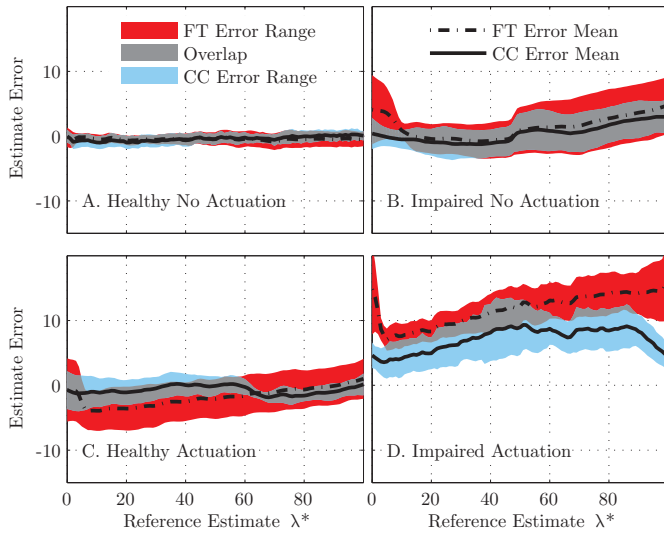 FT Error Range
Overlap
CC Error Range
FT Error Mean
CC Error Mean
Estimate Error
10
0
-10
A. Healthy No Actuation
B. Impaired No Actuation
Estimate Error
10
0
-10
C. Healthy Actuation
D. Impaired Actuation
0 20 40 60 80
0 20 40 60 80
Reference Estimate λ*
Reference Estimate λ*